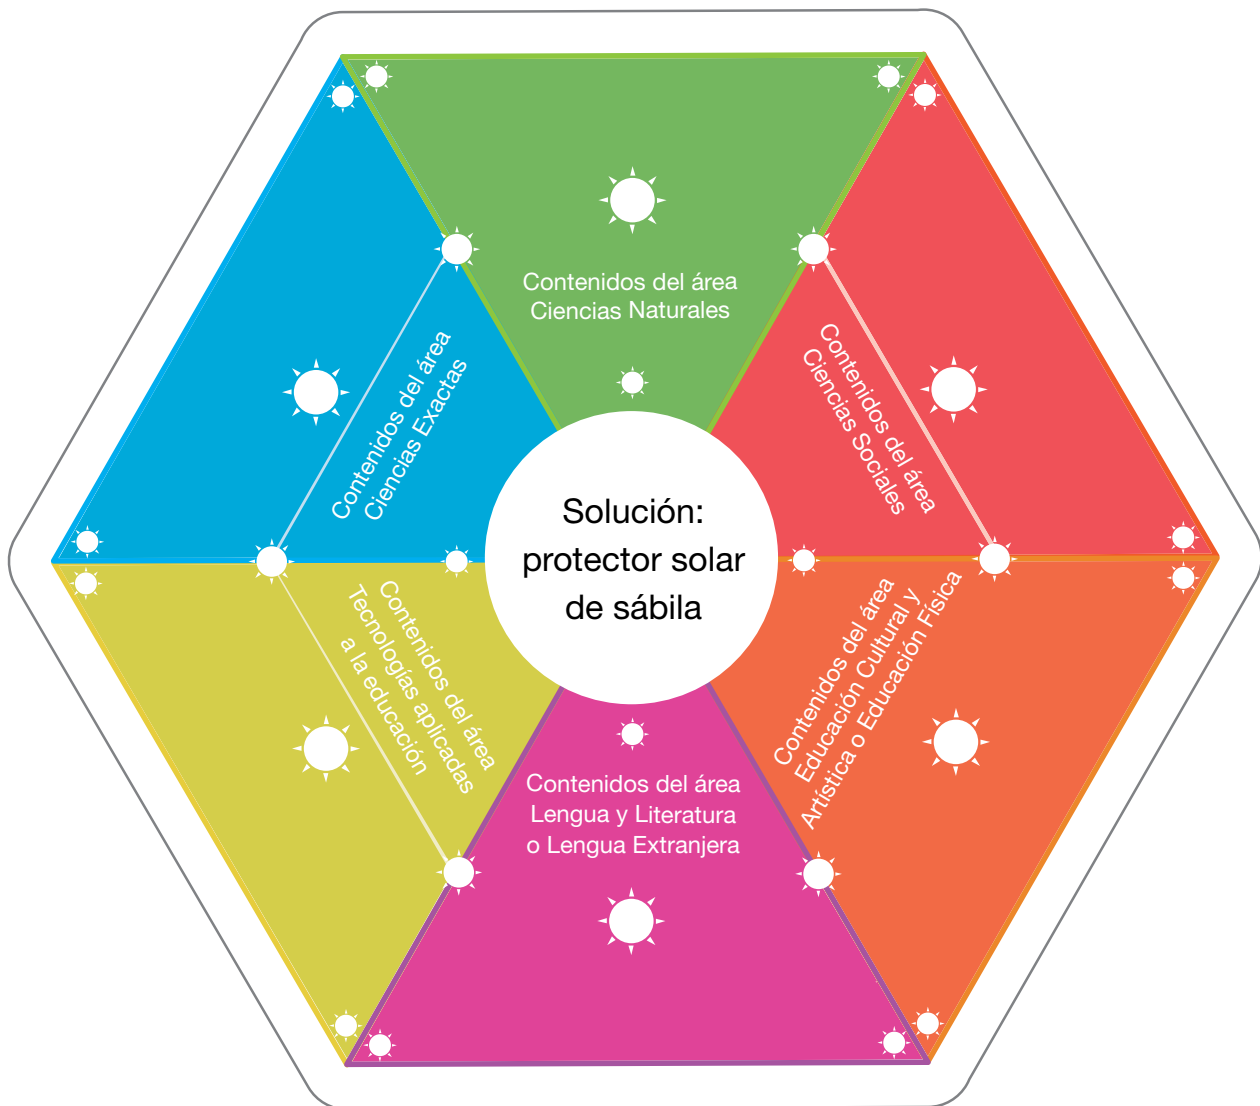 Contenidos del área
Ciencias Naturales
Contenidos del área
Ciencias Exactas
Contenidos del área
Ciencias Sociales
Solución:
protector solar
de sábila
Contenidos del área
Tecnologías aplicadas
a la educación
Contenidos del área
Educación Cultural y
Artística o Educación Física
Contenidos del área
Lengua y Literatura
o Lengua Extranjera